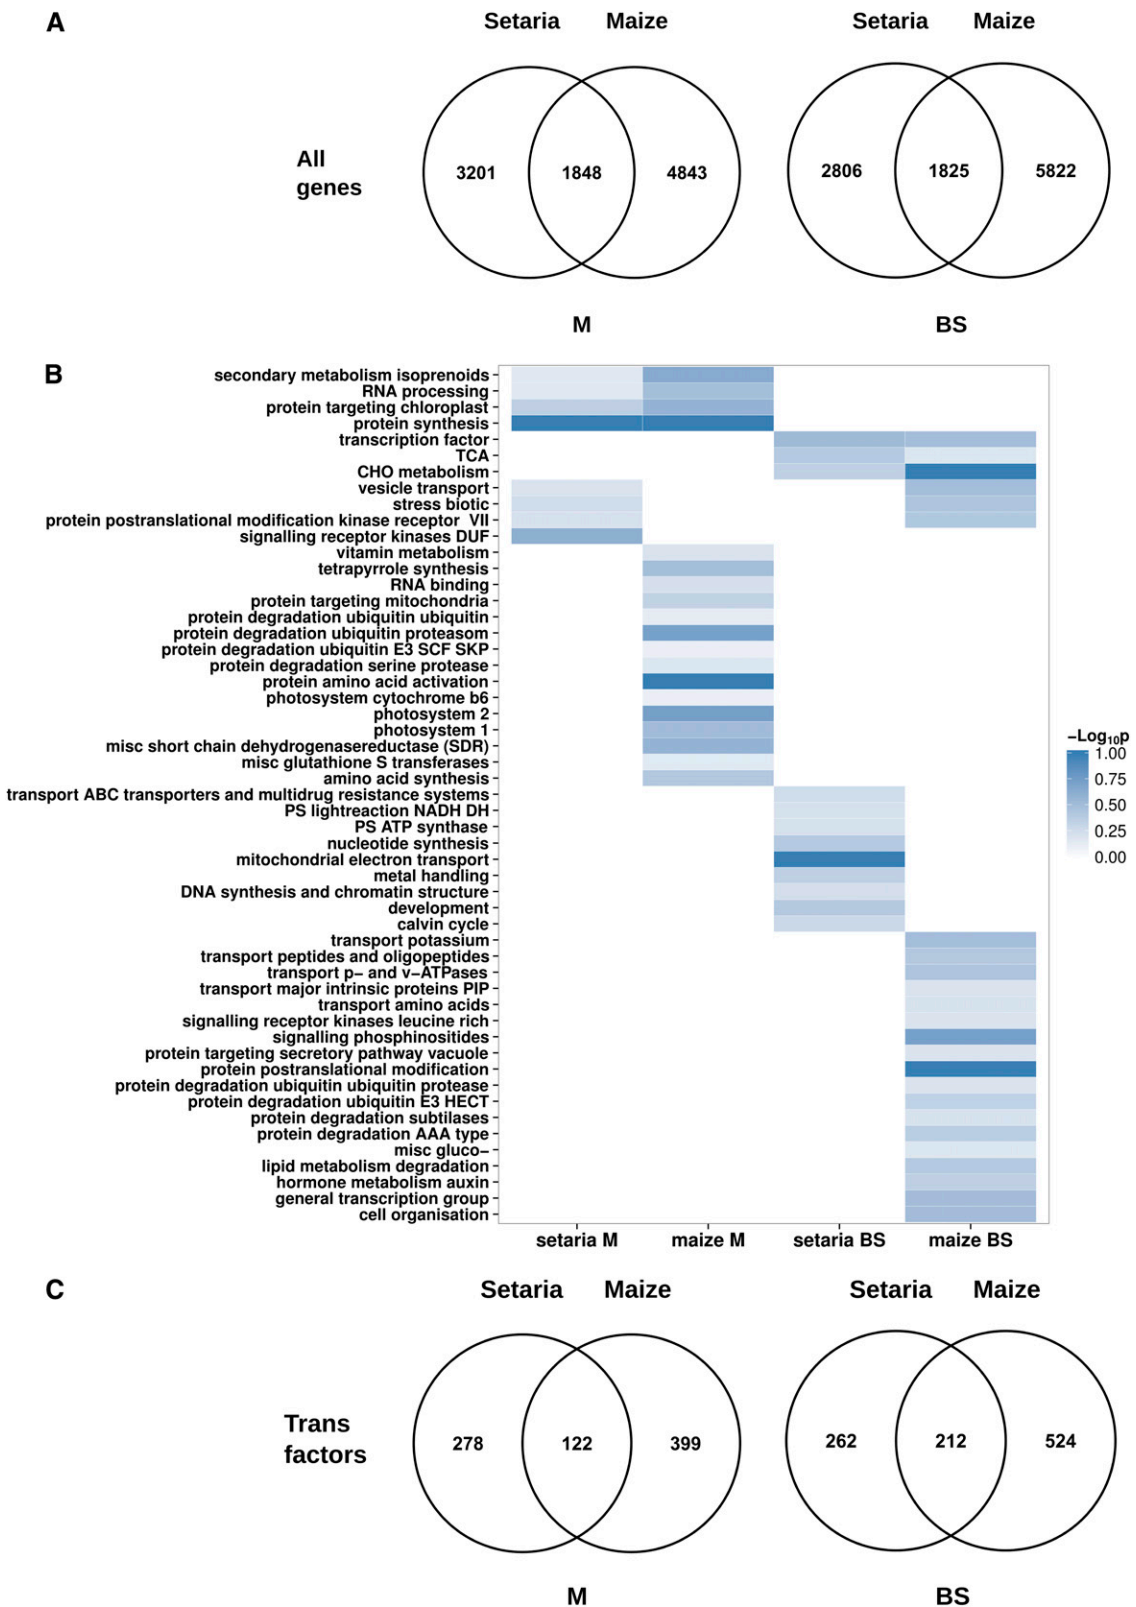 A
Setaria Maize Setaria Maize
All
genes
3201 1848 4843 2806 1825 5822
M BS
B
secondary metabolism isoprenoids
RNA processing
protein targeting chloroplast
protein synthesis
transcription factor
TCA
CHO metabolism
vesicle transport
stress biotic
protein postranslational modification kinase receptor VII
signalling receptor kinases DUF
vitamin metabolism
tetrapyrrole synthesis
RNA binding
protein targeting mitochondria
protein degradation ubiquitin ubiquitin
protein degradation ubiquitin proteasom
protein degradation ubiquitin E3 SCF SKP
protein degradation serine protease
protein amino acid activation
photosystem cytochrome b6
photosystem 2
photosystem 1
misc short chain dehydrogenasereductase (SDR)
misc glutathione S transferases
amino acid synthesis
transport ABC transporters and multidrug resistance systems
PS lightreaction NADH DH
PS ATP synthase
nucleotide synthesis
mitochondrial electron transport
metal handling
DNA synthesis and chromatin structure
development
calvin cycle
transport potassium
transport peptides and oligopeptides
transport p− and v−ATPases
transport major intrinsic proteins PIP
transport amino acids
signalling receptor kinases leucine rich
signalling phosphinositides
protein targeting secretory pathway vacuole
protein postranslational modification
protein degradation ubiquitin ubiquitin protease
protein degradation ubiquitin E3 HECT
protein degradation subtilases
protein degradation AAA type
misc gluco−
lipid metabolism degradation
hormone metabolism auxin
general transcription group
cell organisation
setaria M maize M setaria BS maize BS
−Log10p
1.00
0.75
0.50
0.25
0.00
C
Setaria Maize Setaria Maize
Trans
factors
278 122 399 262 212 524
M BS